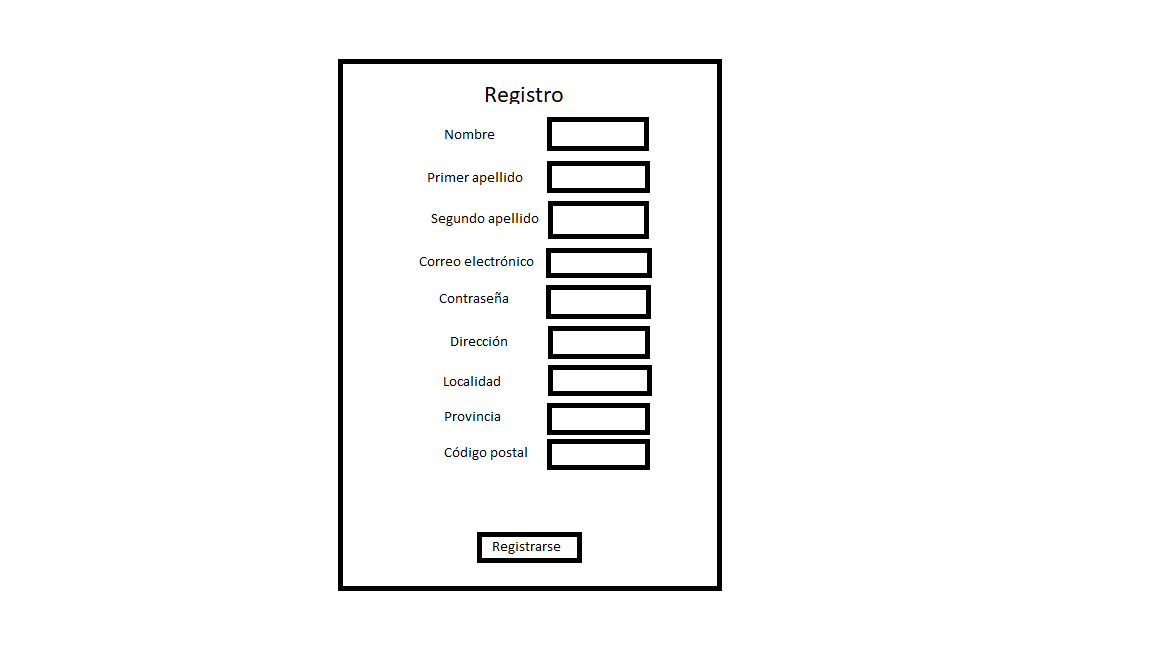 Registro
Nombre
Primer apellido
Segundo apellido
Correo electrónico
Contraseña
Dirección
Localidad
Provincia
Código postal
Registrarse